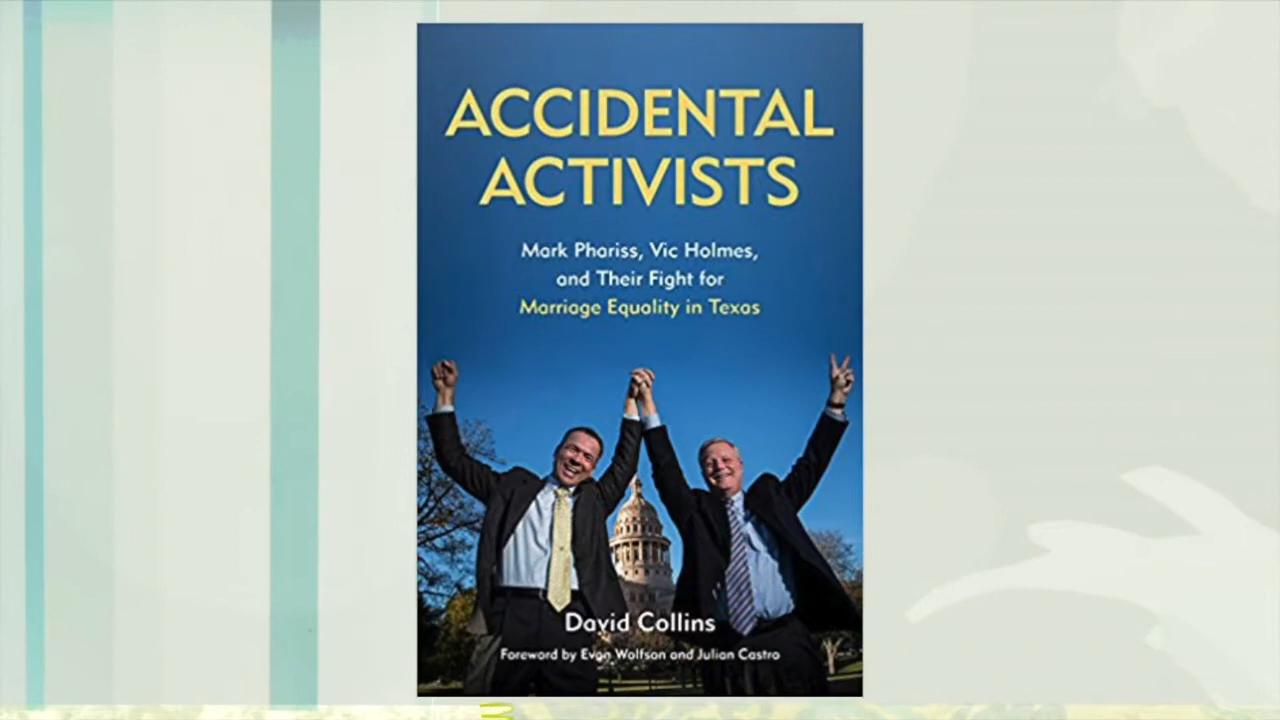 ACCIDENTAL
ACTIVISTS
Mark Phariss, Vic Holmes,
and Their Fight for
Marriage Equality in Texas
David Collins
Foreword by Evan Wolfson and Julian Castro